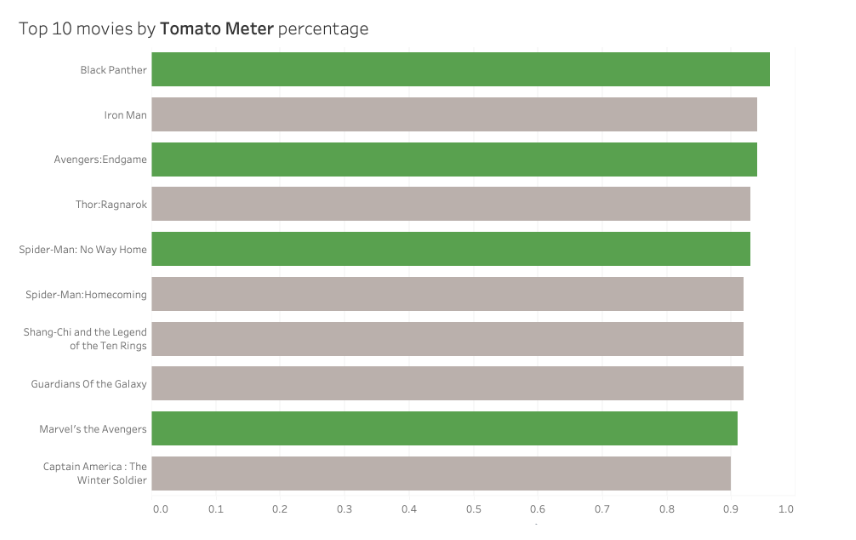 Top 10 movies by Tomato Meter percentage
Black Panther
Iron Man
Avengers:Endgame
Thor:Ragnarok
Spider-Man: No Way Home
Spider-Man:Homecoming
Shang-Chi and the Legend
of the Ten Rings
Guardians Of the Galaxy
Marvel's the Avengers
Captain America : The
Winter Soldier
0.0 0.1 0.2 0.3 0.4 0.5 0.6 0.7 0.8 0.9 1.0